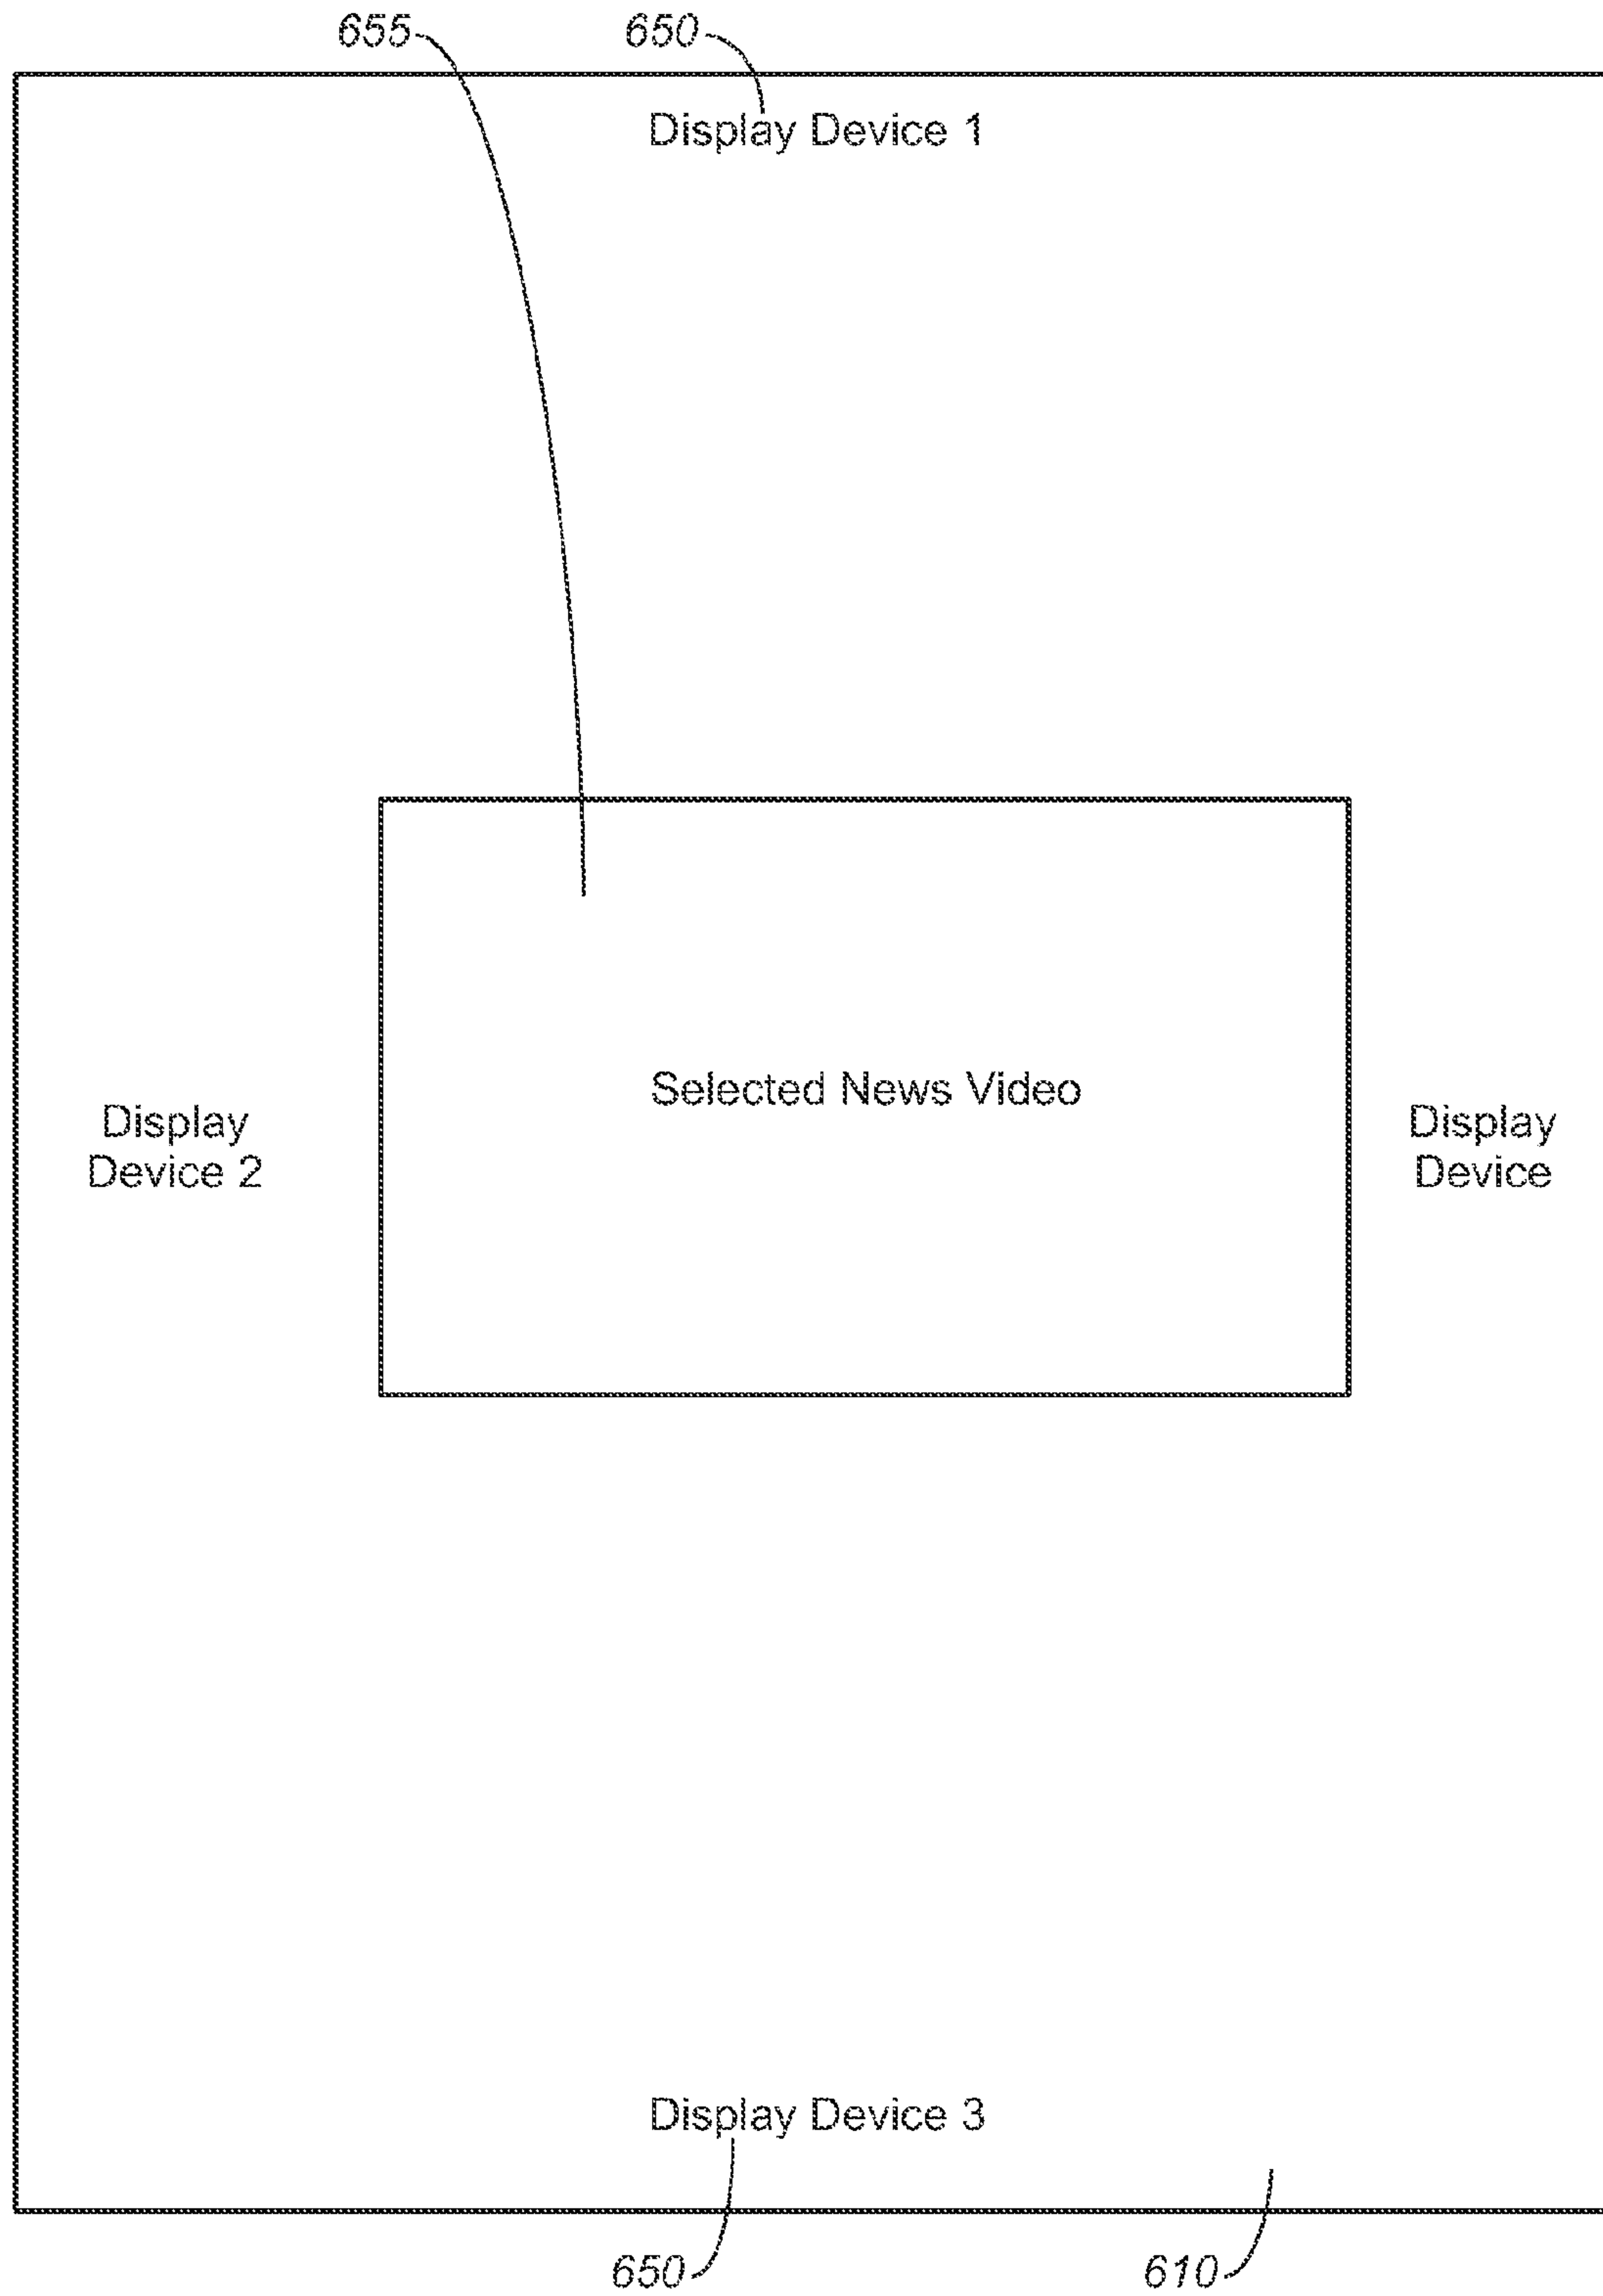 655
650
Display Device 1
Selected News Video
Display
Device 2
Display
Device
Display Device 3
650
610